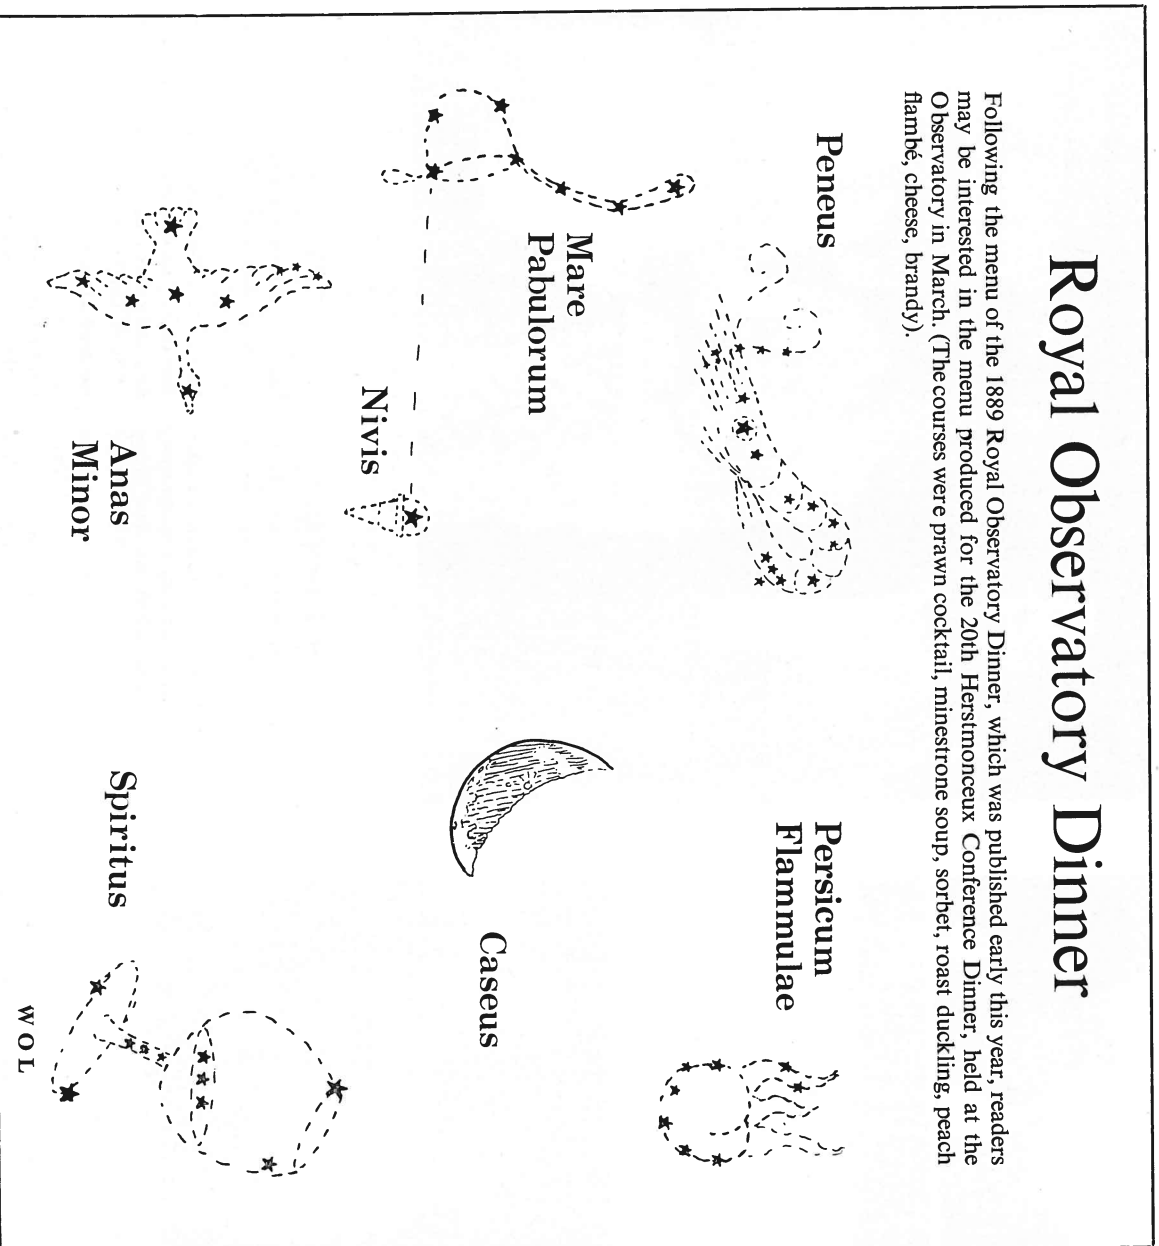 Royal Observatory Dinner
Following the menu of the 1889 Royal Observatory Dinner, which was published early this year, readers
may be interested in the menu produced for the 20th Herstmonceux Conference Dinner, held at the
Observatory in March. (The courses were prawn cocktail, minestrone soup, sorbet, roast duckling, peach
flambé, cheese, brandy).
Peneus
Persicum
Flammulae
Mare
Pabulorum
Caseus
Nivis
Anas
Minor
Spiritus
WOL